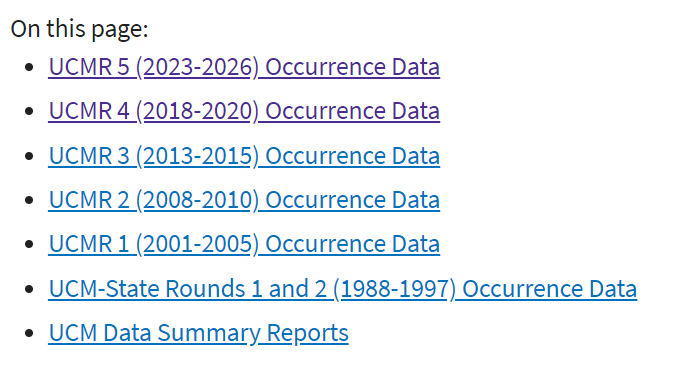 On this page:
UCMR 5 (2023-2026) Occurrence Data
UCMR 4 (2018-2020) Occurrence Data
UCMR 3 (2013-2015) Occurrence Data
UCMR 2 (2008-2010) Occurrence Data
UCMR 1 (2001-2005) Occurrence Data
UCM-State Rounds 1 and 2 (1988-1997) Occurrence Data
UCM Data Summary Reports